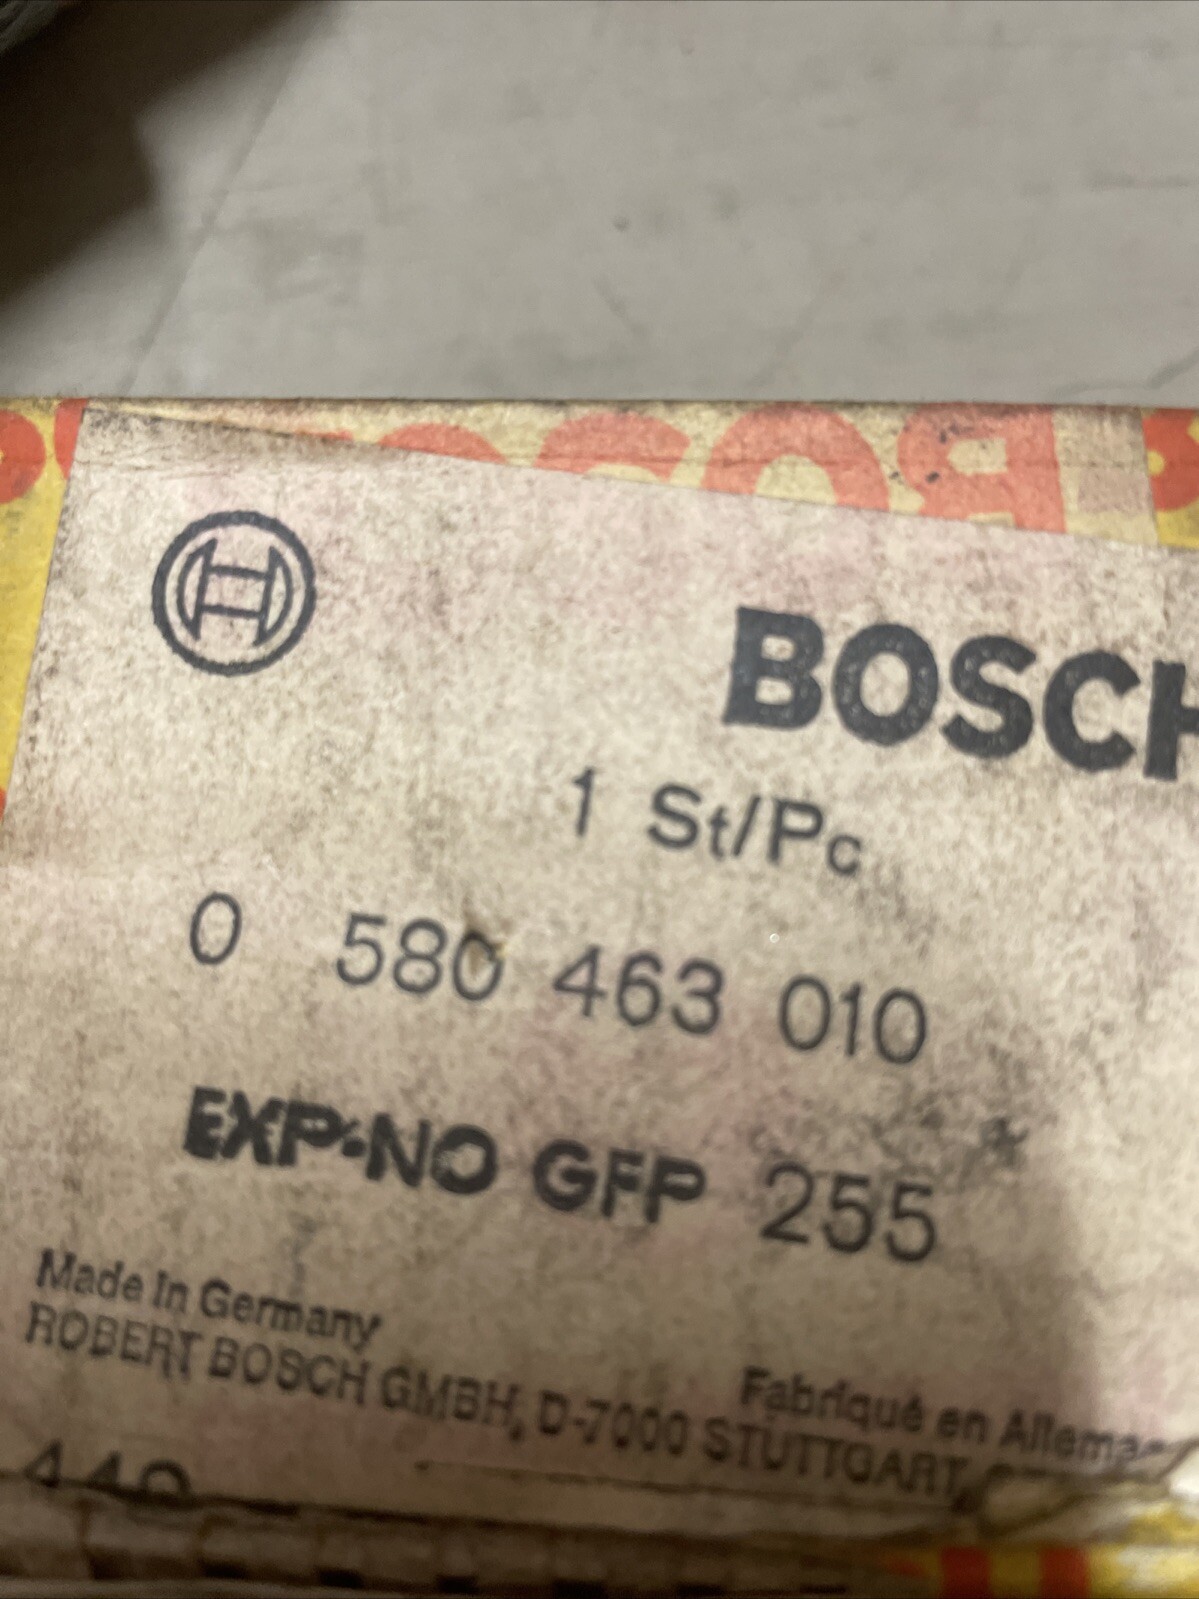 BOSCH
BOSCH
1 St/Pc
0 580 463 010
EXP-NO GFP 255
Made In Germany
Fabriqué en
ROBERT BOSCH GMBH, D-7000 STUTTGART,